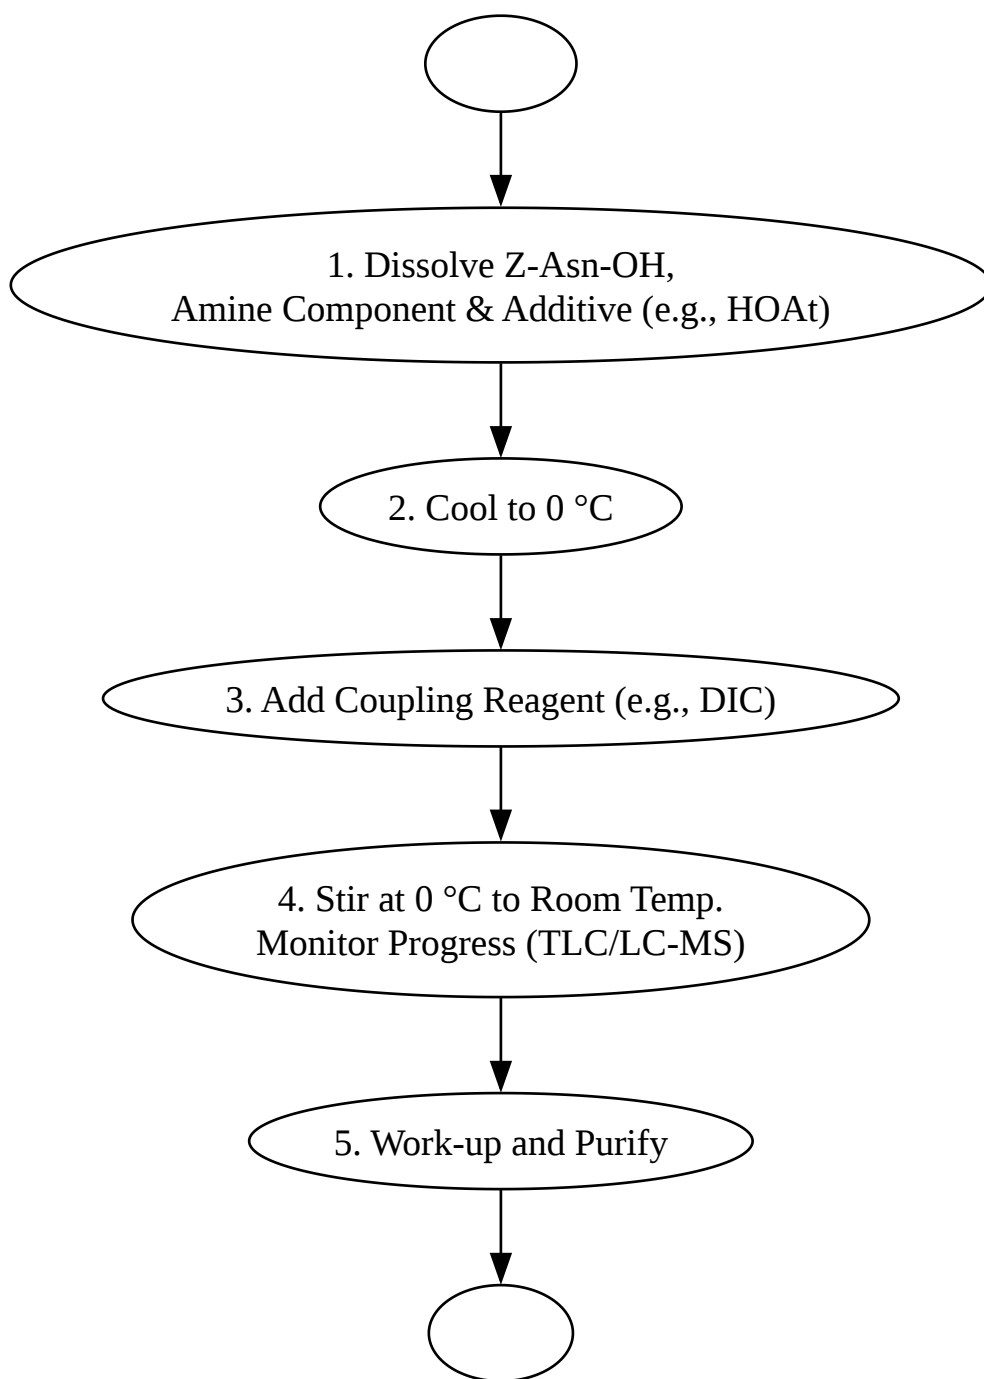 1. Dissolve Z-Asn-OH,
Amine Component & Additive (e.g., HOAt)
2. Cool to 0 °C
3. Add Coupling Reagent (e.g., DIC)
4. Stir at 0 °C to Room Temp.
Monitor Progress (TLC/LC-MS)
5. Work-up and Purify